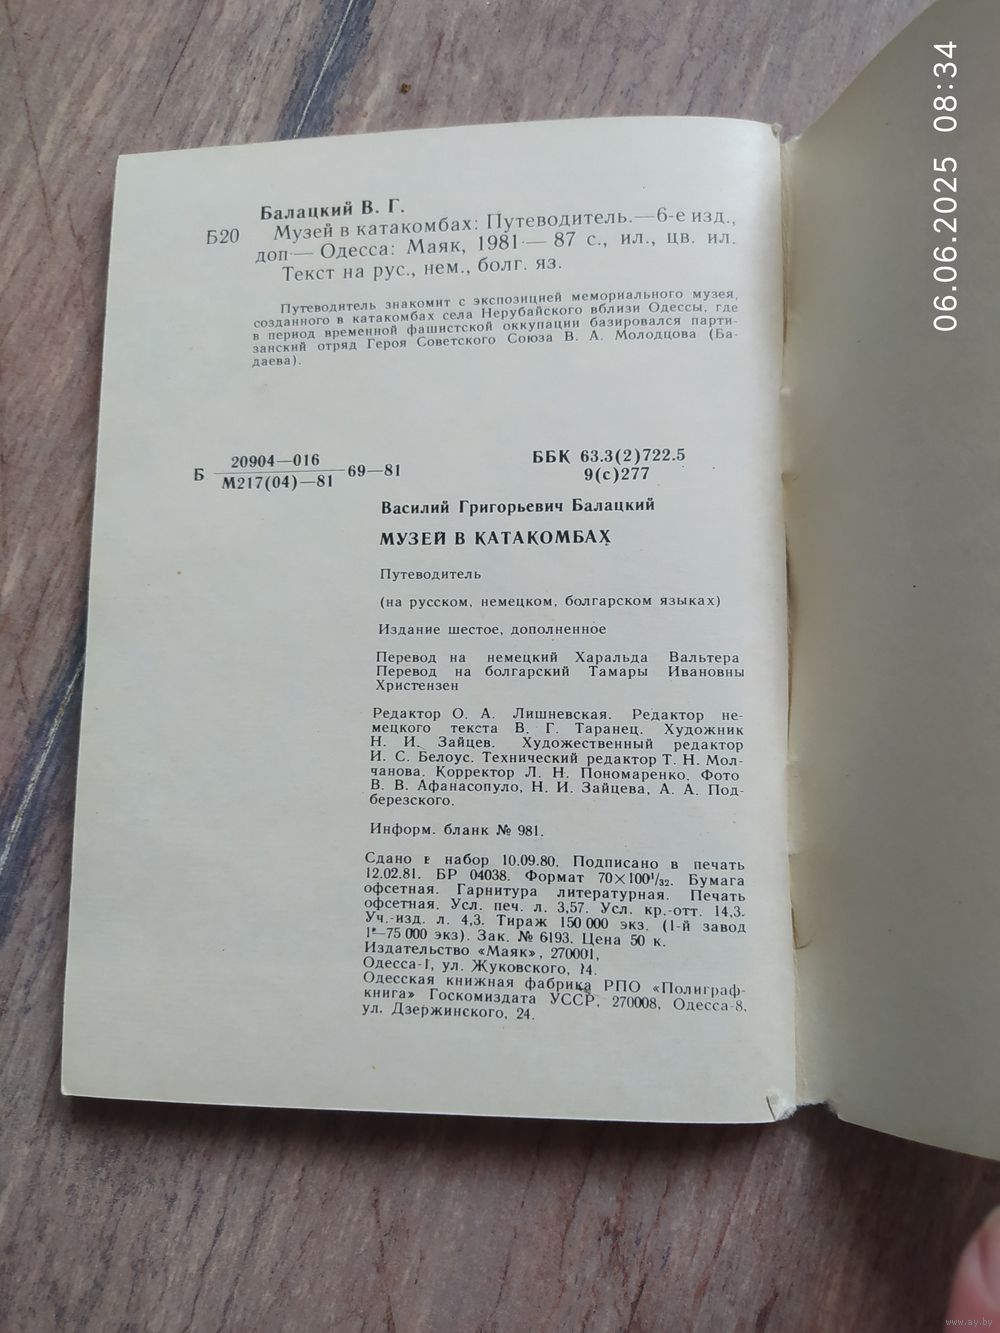 Балацкий В. Г.
Б20 Музей в катакомбах: Путеводитель.—6-е изд.,
доп — Одесса: Маяк, 1981 — 87 с., ил., цв. ил.
Текст на рус., нем., болг. яз.
Путеводитель знакомит с экспозицией мемориального музея,
созданного в катакомбах села Нерубайского вблизи Одессы, где
в период временной фашистской оккупации базировался парти-
занский отряд Героя Советского Союза В. А. Молодцова (Ба-
даева).
Б 20904—016
М217(04)—81 69—81
ББК 63.3(2)722.5
9(с)277
Василий Григорьевич Балацкий
МУЗЕЙ В КАТАКОМБАХ
Путеводитель
(на русском, немецком, болгарском языках)
Издание шестое, дополненное
Перевод на немецкий Харальда Вальтера
Перевод на болгарский Тамары Ивановны
Христензен
Редактор О. А. Лишневская. Редактор не-
мецкого текста В. Г. Таранец. Художник
Н. И. Зайцев. Художественный редактор
И. С. Белоус. Технический редактор Т. Н. Мол-
чанова. Корректор Л. Н. Пономаренко. Фото
В. В. Афанасопуло, Н. И. Зайцева, А. А. Под-
березского.
Информ. бланк № 981.
Сдано в набор 10.09.80. Подписано в печать
12.02.81. БР 04038. Формат 70×100¹/₃₂. Бумага
офсетная. Гарнитура литературная. Печать
офсетная. Усл. печ. л. 3,57. Усл. кр.-отт. 14,3.
Уч.-изд. л. 4,3. Тираж 150 000 экз. (1-й завод
1—75 000 экз). Зак. № 6193. Цена 50 к.
Издательство «Маяк», 270001,
Одесса-1, ул. Жуковского, 14.
Одесская книжная фабрика РПО «Полиграф-
книга» Госкомиздата УССР, 270008, Одесса-8,
ул. Дзержинского, 24.
06.06.2025 08:34
www.ay.by